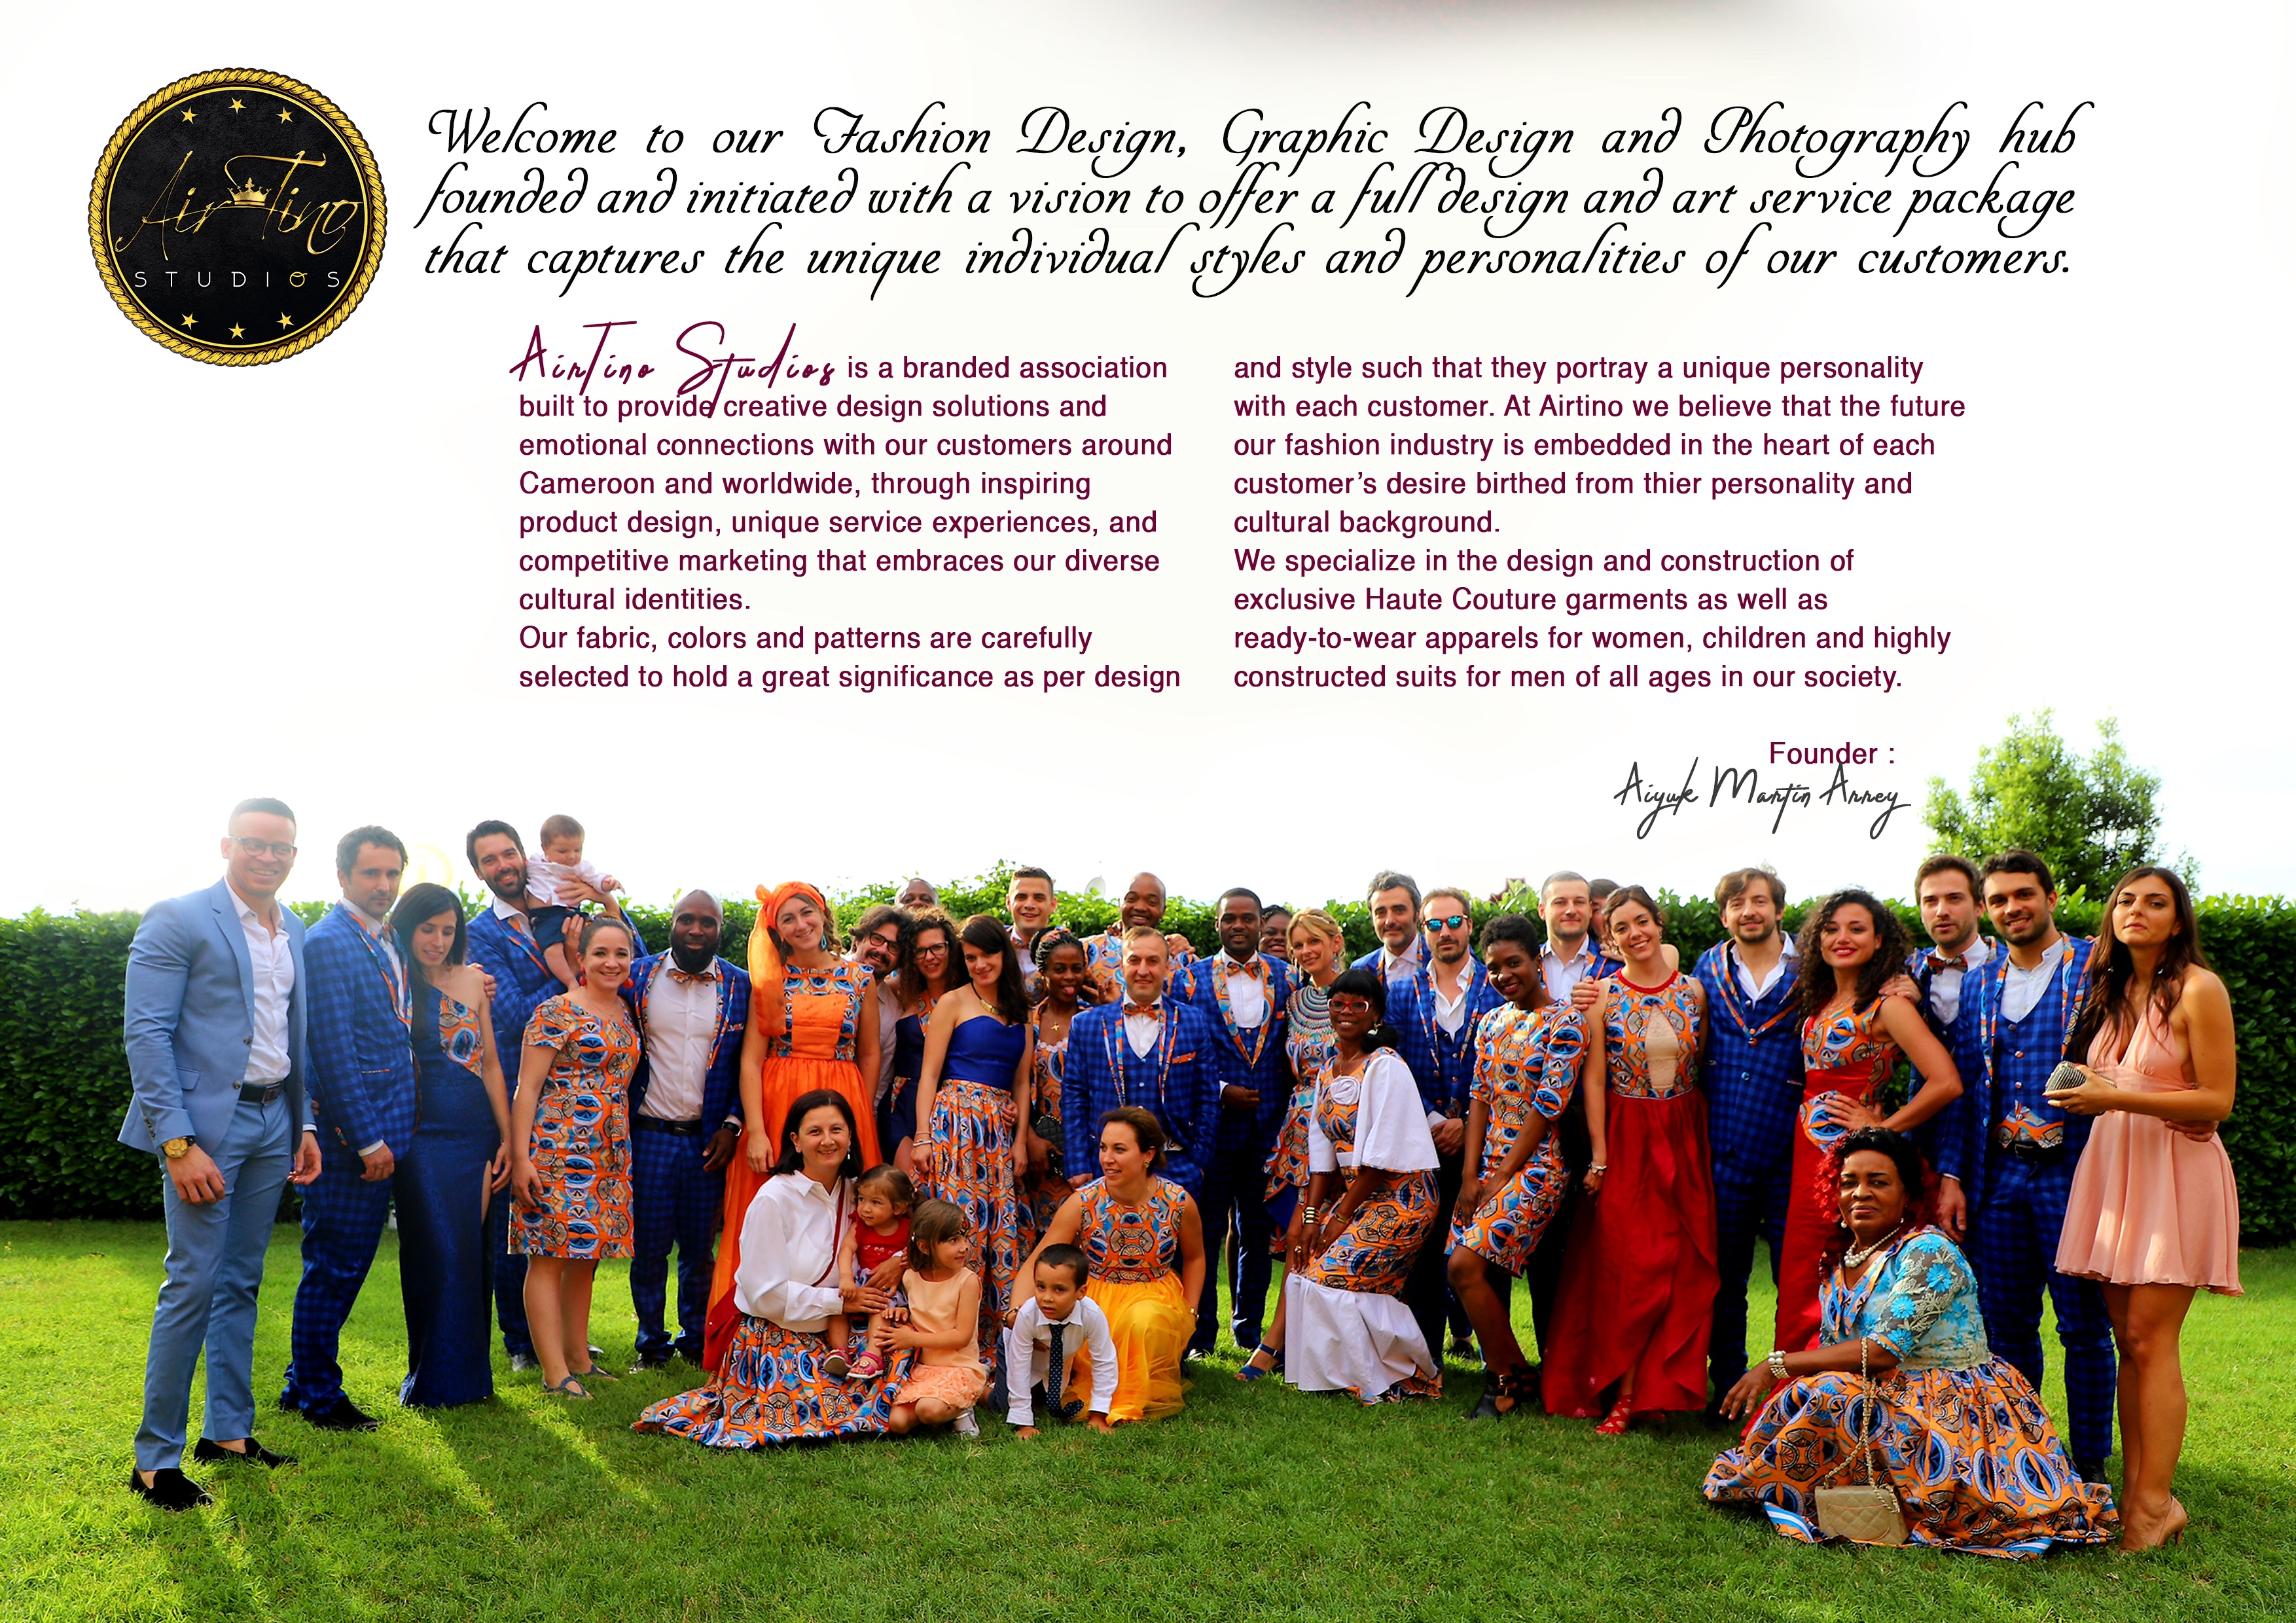 AirTino
STUDIOS
Welcome to our Fashion Design, Graphic Design and Photography hub
founded and initiated with a vision to offer a full design and art service package
that captures the unique individual styles and personalities of our customers.
AirTino Studios is a branded association
built to provide creative design solutions and
emotional connections with our customers around
Cameroon and worldwide, through inspiring
product design, unique service experiences, and
competitive marketing that embraces our diverse
cultural identities.
Our fabric, colors and patterns are carefully
selected to hold a great significance as per design
and style such that they portray a unique personality
with each customer. At Airtino we believe that the future
our fashion industry is embedded in the heart of each
customer’s desire birthed from thier personality and
cultural background.
We specialize in the design and construction of
exclusive Haute Couture garments as well as
ready-to-wear apparels for women, children and highly
constructed suits for men of all ages in our society.
Founder :
Aiyuk Martin Arrey